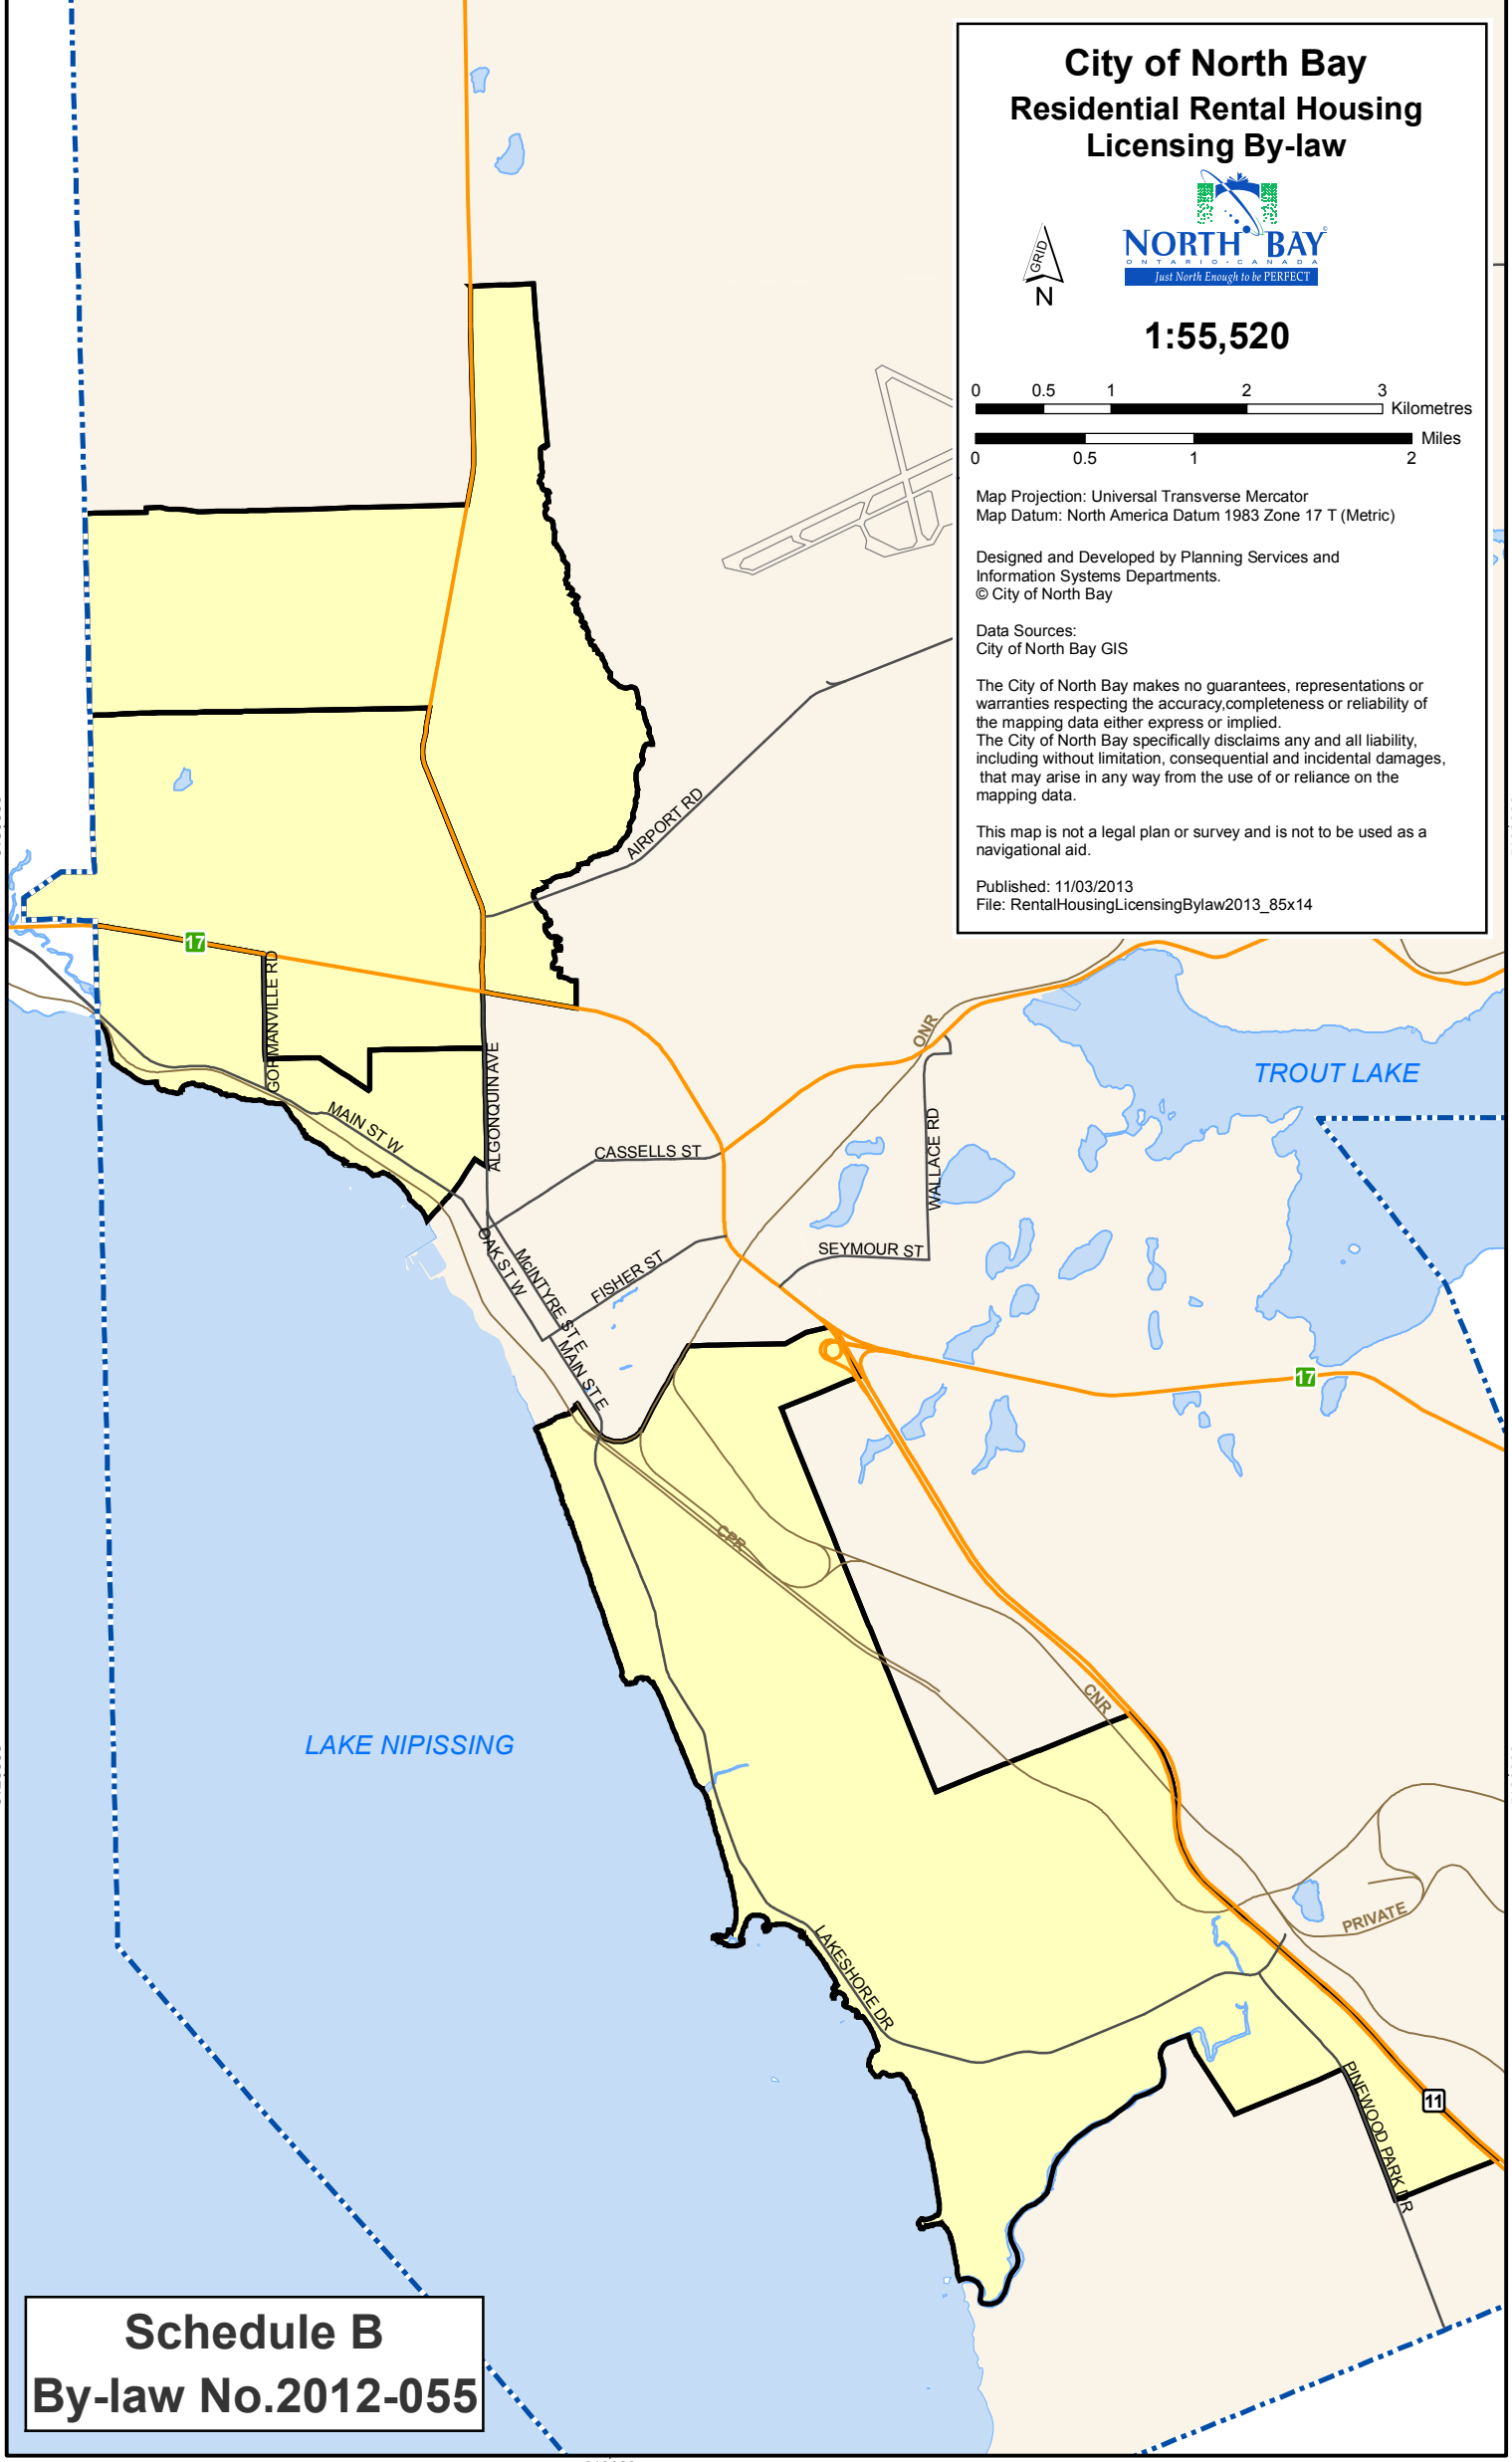 City of North Bay
Residential Rental Housing
Licensing By-law
GRID
N
NORTH BAY
ONTARIO·CANADA
Just North Enough to be PERFECT
1:55,520
0 0.5 1 2 3
Kilometres
Miles
0 0.5 1 2
Map Projection: Universal Transverse Mercator
Map Datum: North America Datum 1983 Zone 17 T (Metric)
Designed and Developed by Planning Services and
Information Systems Departments.
© City of North Bay
Data Sources:
City of North Bay GIS
The City of North Bay makes no guarantees, representations or
warranties respecting the accuracy,completeness or reliability of
the mapping data either express or implied.
The City of North Bay specifically disclaims any and all liability,
including without limitation, consequential and incidental damages,
that may arise in any way from the use of or reliance on the
mapping data.
This map is not a legal plan or survey and is not to be used as a
navigational aid.
Published: 11/03/2013
File: RentalHousingLicensingBylaw2013_85x14
AIRPORT RD
17
GORMANVILLE RD
ONR
ALGONQUIN AVE
TROUT LAKE
MAIN ST W
CASSELLS ST
WALLACE RD
OAK ST W
McINTYRE ST E
FISHER ST
SEYMOUR ST
MAIN ST E
17
CPR
CNR
LAKE NIPISSING
PRIVATE
LAKESHORE DR
PINEWOOD PARK DR
11
Schedule B
By-law No.2012-055